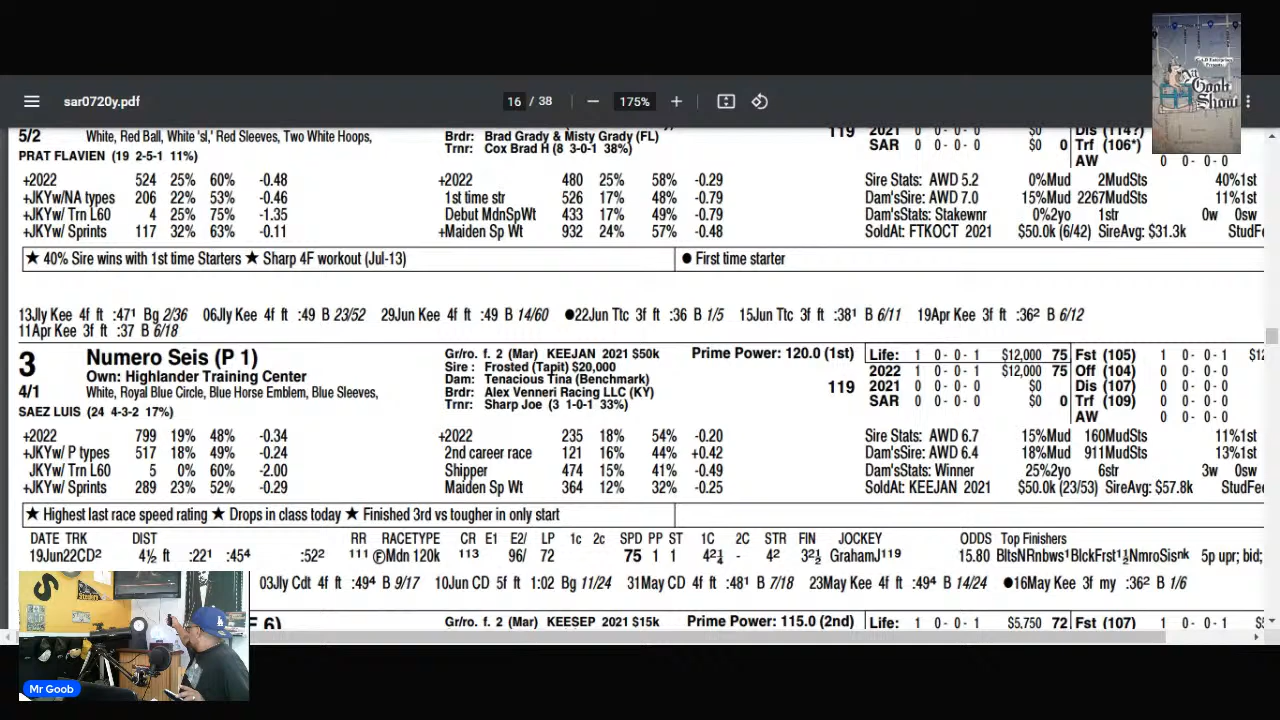 sar0720y.pdf
16 / 38
175%
Goob Show
5/2 White, Red Ball, White 'sl,' Red Sleeves, Two White Hoops,
PRAT FLAVIEN (19 2-5-1 11%)
Brdr: Brad Grady & Misty Grady (FL)
Trnr: Cox Brad H (8 3-0-1 38%)
119
2021 0 0 - 0 - 0 $0
SAR 0 0 - 0 - 0 $0 0
Dis (114?)
Trf (106*)
AW 0 0 - 0 - 0
+2022 524 25% 60% -0.48
+JKYw/NA types 206 22% 53% -0.46
+JKYw/ Trn L60 4 25% 75% -1.35
+JKYw/ Sprints 117 32% 63% -0.11
+2022 480 25% 58% -0.29
1st time str 526 17% 48% -0.79
Debut MdnSpWt 433 17% 49% -0.79
+Maiden Sp Wt 932 24% 57% -0.48
Sire Stats: AWD 5.2 0%Mud 2MudSts 40%1st
Dam'sSire: AWD 7.0 15%Mud 2267MudSts 11%1st
Dam'sStats: Stakewnr 0%2yo 1str 0w 0sw
SoldAt: FTKOCT 2021 $50.0k (6/42) SireAvg: $31.3k StudFe
★ 40% Sire wins with 1st time Starters ★ Sharp 4F workout (Jul-13)
● First time starter
13Jly Kee 4f ft :47¹ Bg 2/36 06Jly Kee 4f ft :49 B 23/52 29Jun Kee 4f ft :49 B 14/60 ●22Jun Ttc 3f ft :36 B 1/5 15Jun Ttc 3f ft :38¹ B 6/11 19Apr Kee 3f ft :36² B 6/12
11Apr Kee 3f ft :37 B 6/18
3 Numero Seis (P 1)
Own: Highlander Training Center
4/1 White, Royal Blue Circle, Blue Horse Emblem, Blue Sleeves,
SAEZ LUIS (24 4-3-2 17%)
Gr/ro. f. 2 (Mar) KEEJAN 2021 $50k
Sire : Frosted (Tapit) $20,000
Dam: Tenacious Tina (Benchmark)
Brdr: Alex Venneri Racing LLC (KY)
Trnr: Sharp Joe (3 1-0-1 33%)
Prime Power: 120.0 (1st)
119
Life: 1 0 - 0 - 1 $12,000 75
2022 1 0 - 0 - 1 $12,000 75
2021 0 0 - 0 - 0 $0
SAR 0 0 - 0 - 0 $0 0
Fst (105) 1 0 - 0 - 1 $12
Off (104) 0 0 - 0 - 0
Dis (107) 0 0 - 0 - 0
Trf (109) 0 0 - 0 - 0
AW 0 0 - 0 - 0
+2022 799 19% 48% -0.34
+JKYw/ P types 517 18% 49% -0.24
JKYw/ Trn L60 5 0% 60% -2.00
+JKYw/ Sprints 289 23% 52% -0.29
+2022 235 18% 54% -0.20
2nd career race 121 16% 44% +0.42
Shipper 474 15% 41% -0.49
Maiden Sp Wt 364 12% 32% -0.25
Sire Stats: AWD 6.7 15%Mud 160MudSts 11%1st
Dam'sSire: AWD 6.4 18%Mud 911MudSts 13%1st
Dam'sStats: Winner 25%2yo 6str 3w 0sw
SoldAt: KEEJAN 2021 $50.0k (23/53) SireAvg: $57.8k StudFee
★ Highest last race speed rating ★ Drops in class today ★ Finished 3rd vs tougher in only start
DATE TRK DIST RR RACETYPE CR E1 E2/ LP 1c 2c SPD PP ST 1C 2C STR FIN JOCKEY ODDS Top Finishers
19Jun22CD² 4½ ft :22¹ :45⁴ :52² 111 ⒻMdn 120k 113 96/ 72 75 1 1 4²¼ - 4² 3²½ GrahamJ¹¹⁹ 15.80 BltsNRnbws¹BlckFrst¹½NmroSisⁿᵏ 5p upr; bid;
03Jly Cdt 4f ft :49⁴ B 9/17 10Jun CD 5f ft 1:02 Bg 11/24 31May CD 4f ft :48¹ B 7/18 23May Kee 4f ft :49⁴ B 14/24 ●16May Kee 3f my :36² B 1/6
F 6)
Gr/ro. f. 2 (Mar) KEESEP 2021 $15k
Prime Power: 115.0 (2nd)
Life: 1 0 - 0 - 1 $5,750 72
Fst (107) 1 0 - 0 - 1
Steelers
Mr Goob